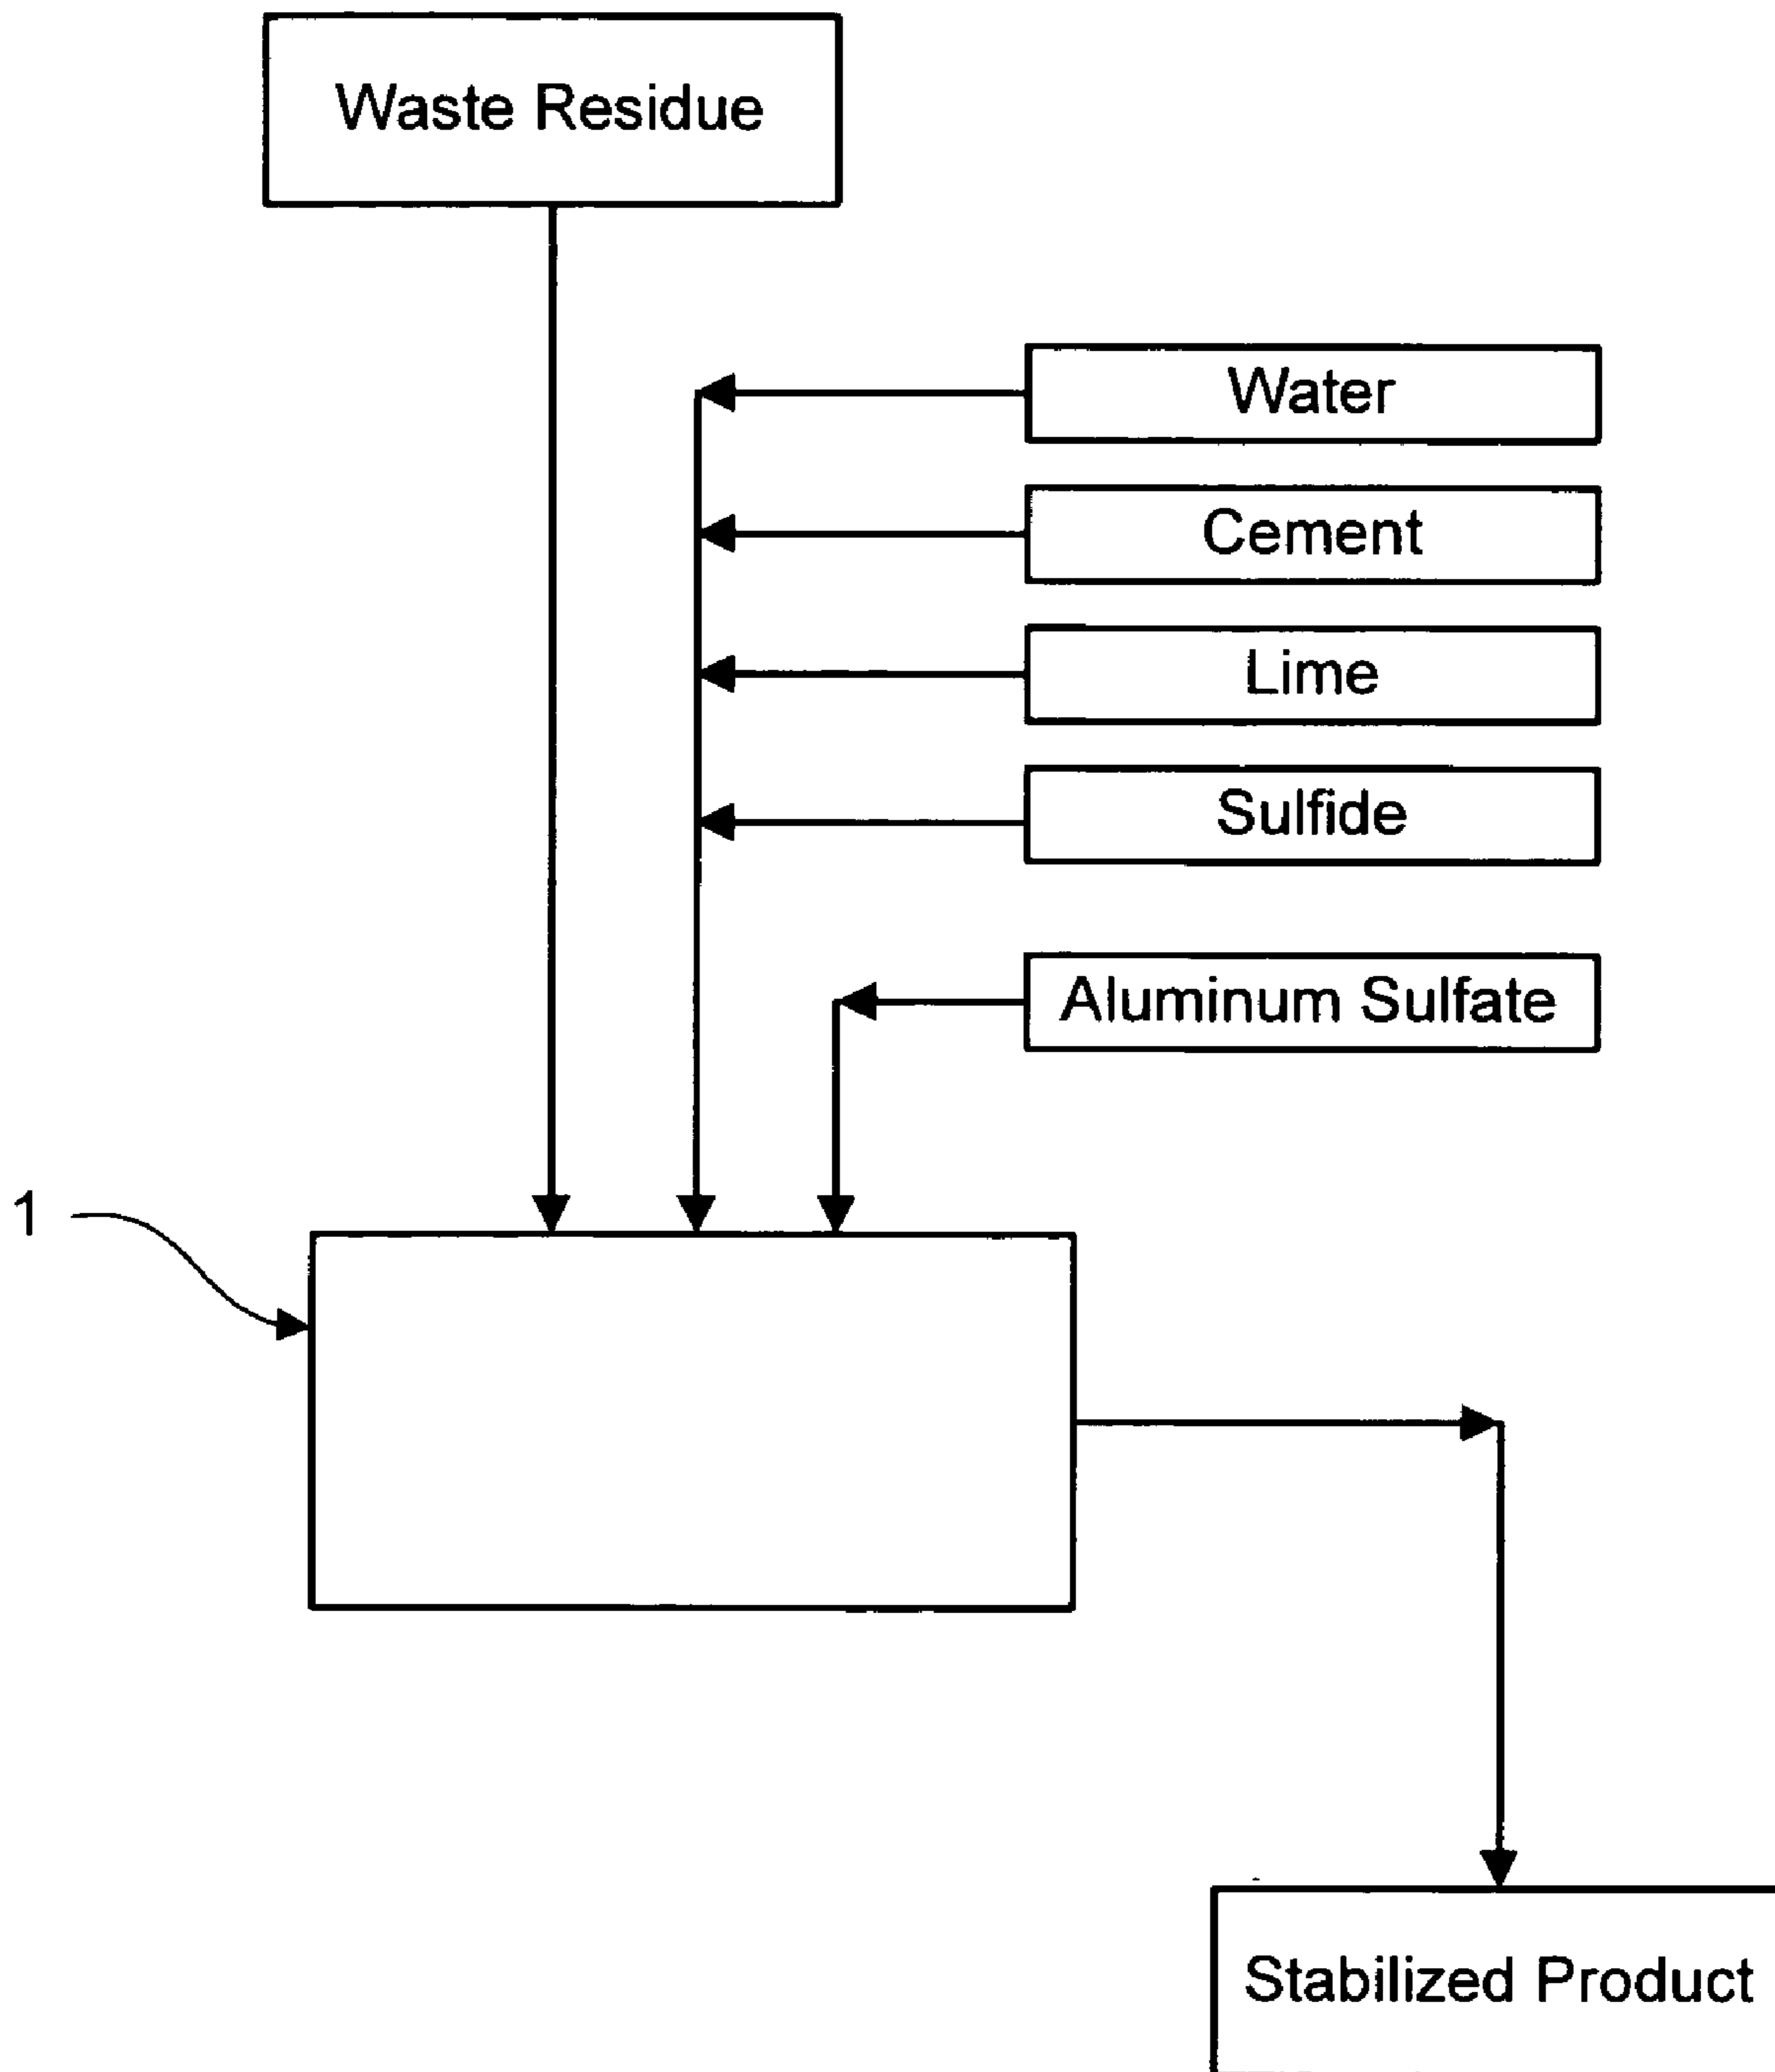 Waste Residue
Water
Cement
Lime
Sulfide
Aluminum Sulfate
1
Stabilized Product